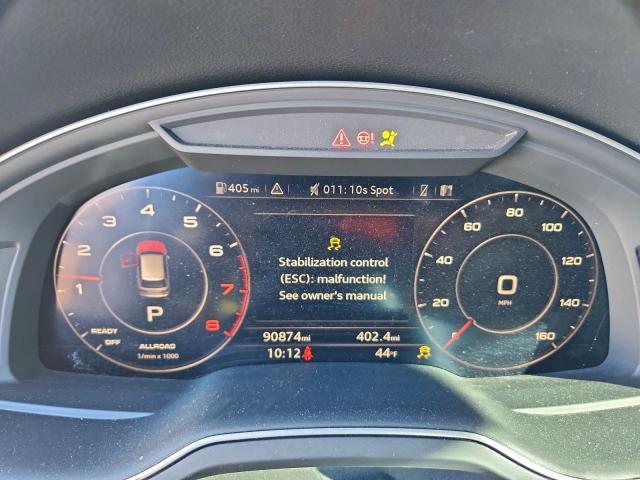 405 mi
011: 10s Spot
Stabilization control
(ESC): malfunction!
See owner's manual
1 2 3 4 5 6 7 8
P
READY
OFF
ALLROAD
1/min x 1000
0 20 40 60 80 100 120 140 160
0
MPH
90874mi 402.4mi
10:12 44°F